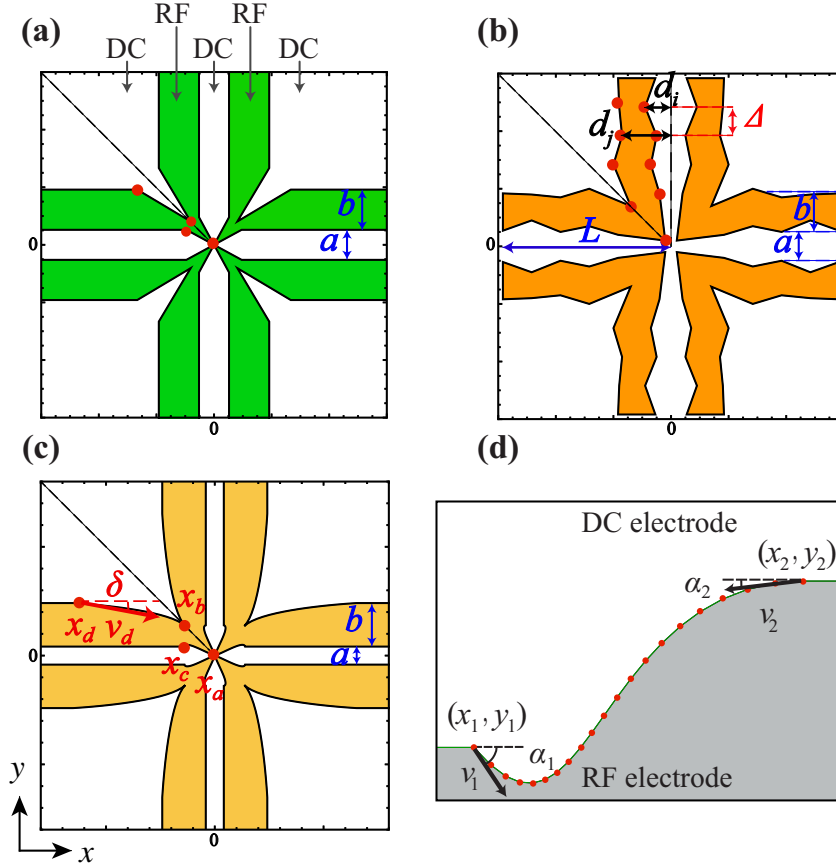 (a)
RF RF
DC DC DC
b
a
0
0
(b)
d_i
d_j
Δ
b
a
L
0
0
(c)
δ
x_b
x_d v_d
b
x_c
a
x_a
0
0
y
x
(d)
DC electrode
(x_2, y_2)
α_2
v_2
(x_1, y_1)
α_1
v_1
RF electrode